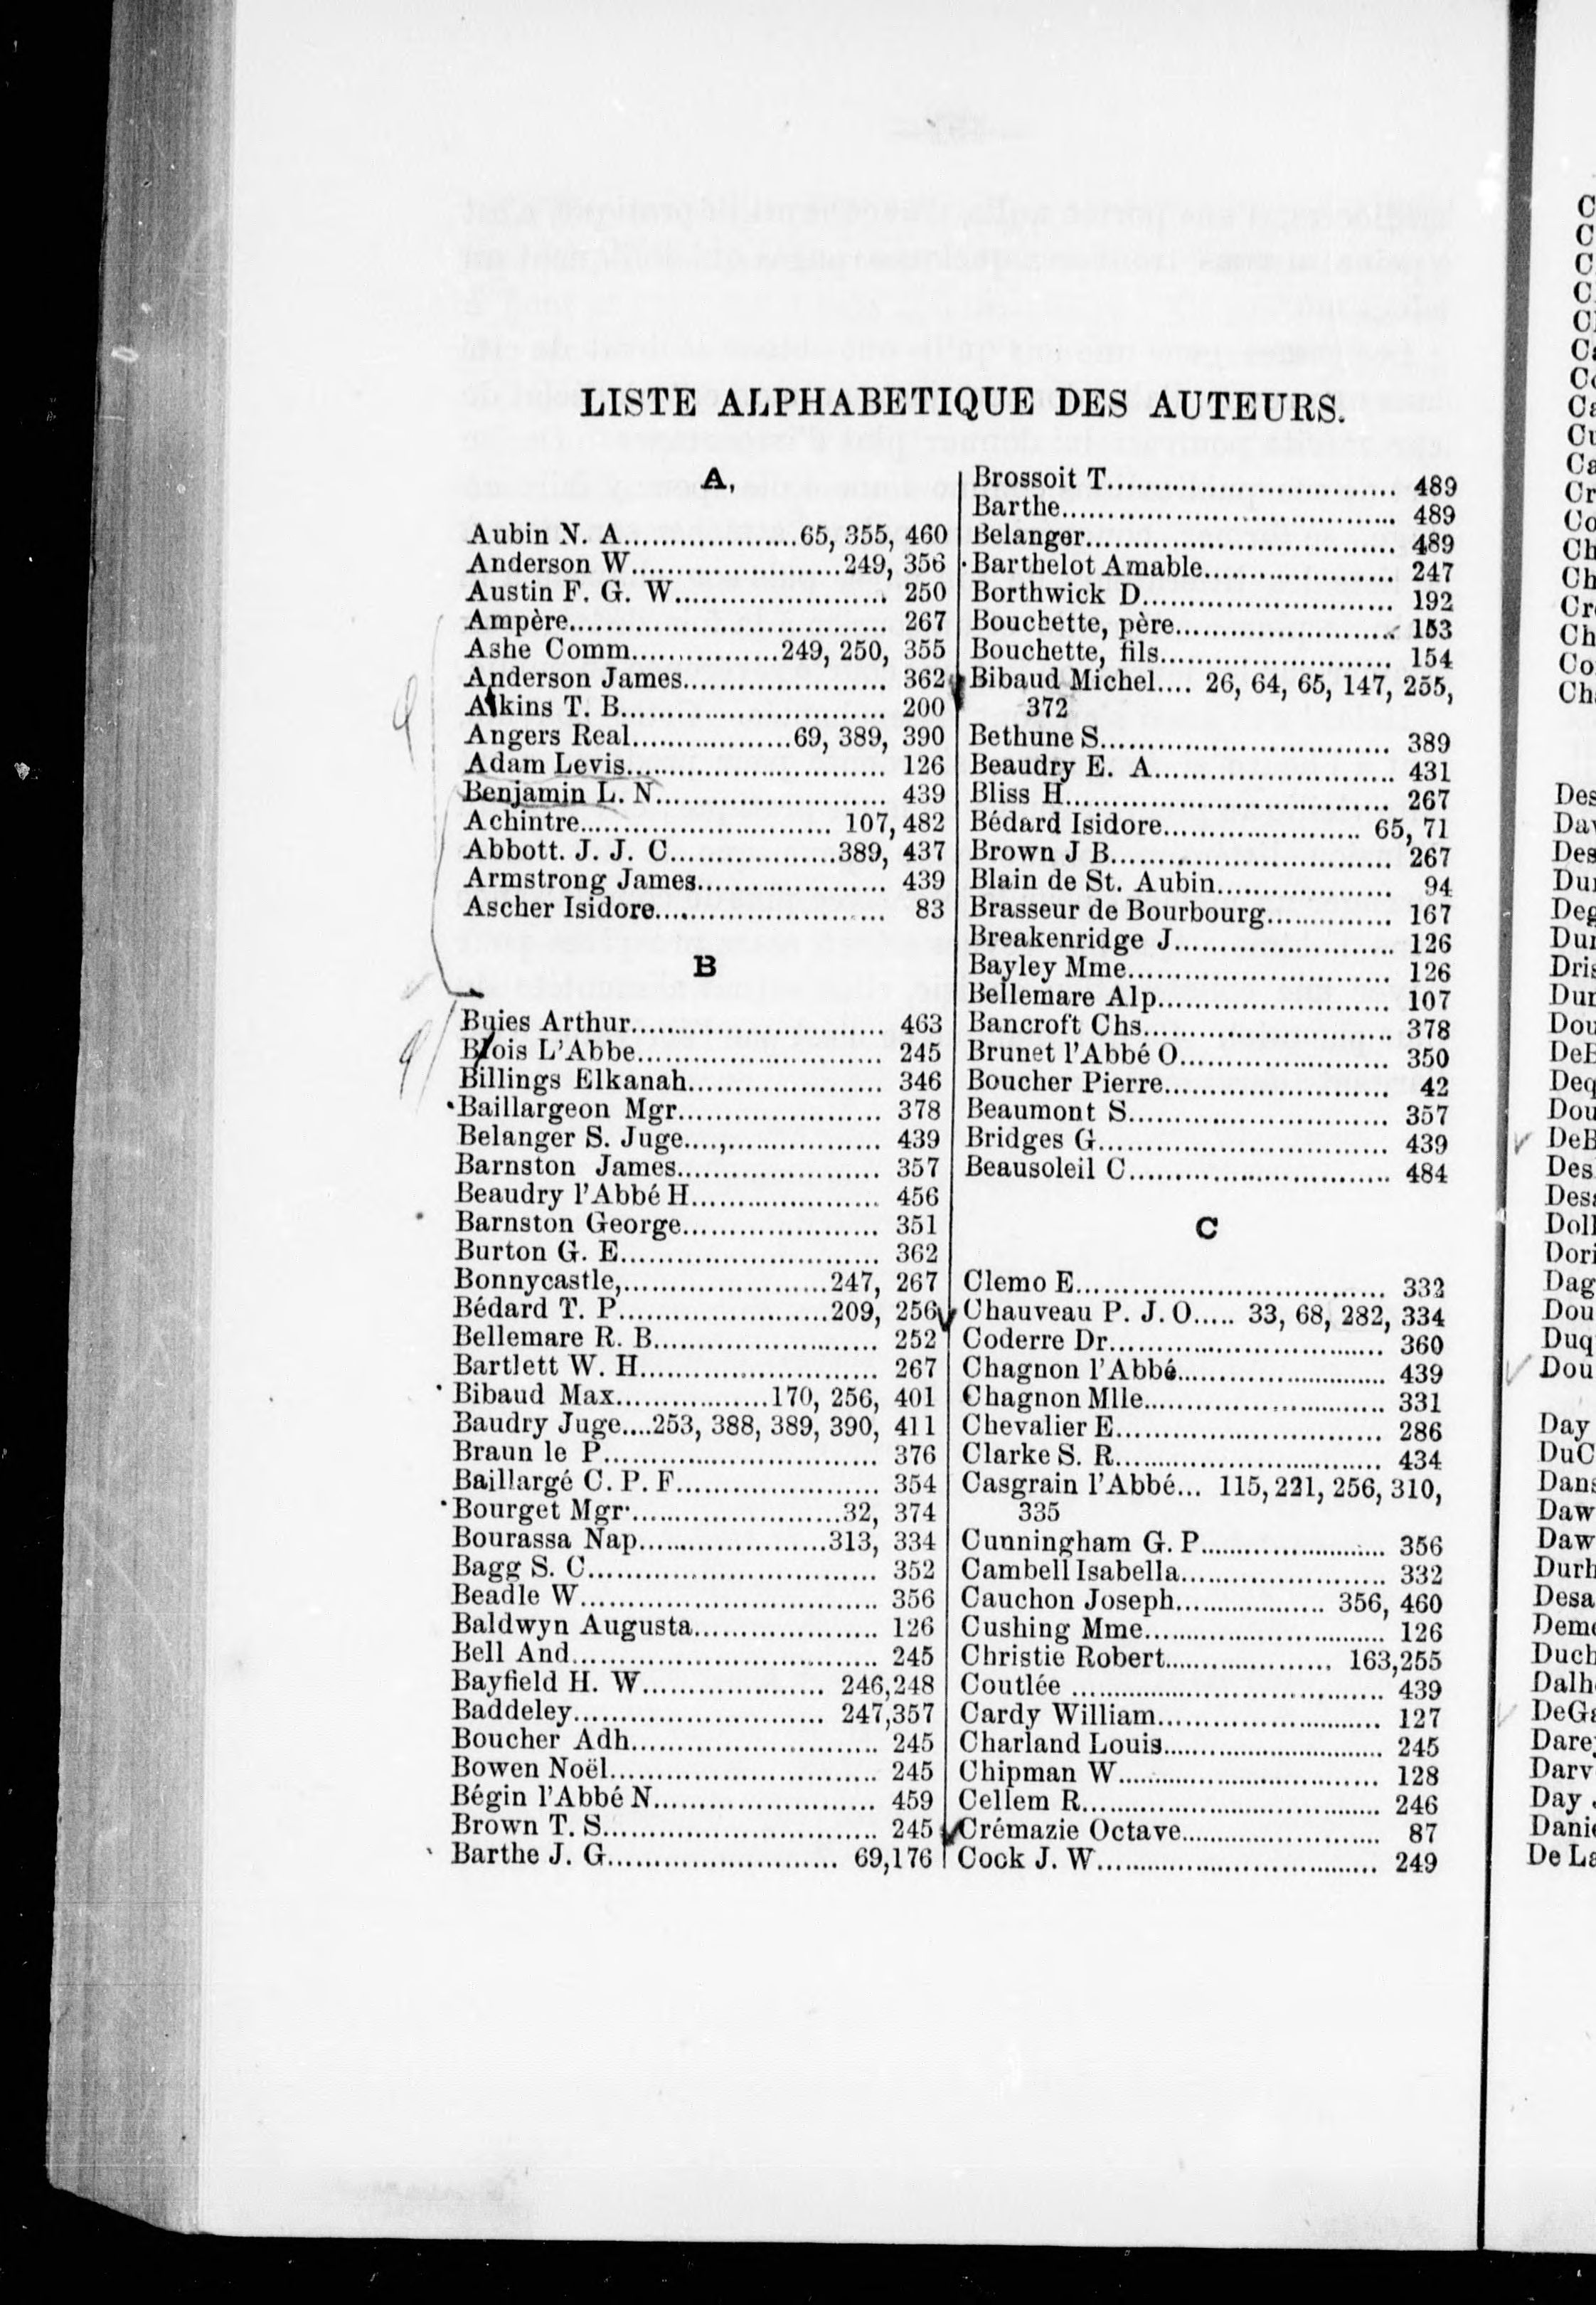 LISTE ALPHABETIQUE DES AUTEURS.
A.
Aubin N. A...................65, 355, 460
Anderson W.......................249, 356
Austin F. G. W....................... 250
Ampère.................................. 267
Ashe Comm................249, 250, 355
Anderson James...................... 362
Atkins T. B............................ 200
Angers Real.................69, 389, 390
Adam Levis............................ 126
Benjamin L. N......................... 439
Achintre........................... 107, 482
Abbott. J. J. C..................389, 437
Armstrong James..................... 439
Ascher Isidore......................... 83
B
Buies Arthur........................... 463
Blois L'Abbe.......................... 245
Billings Elkanah..................... 346
Baillargeon Mgr...................... 378
Belanger S. Juge....,................ 439
Barnston James...................... 357
Beaudry l'Abbé H.................... 456
Barnston George..................... 351
Burton G. E............................ 362
Bonnycastle,......................247, 267
Bédard T. P.......................209, 256
Bellemare R. B........................ 252
Bartlett W. H.......................... 267
Bibaud Max.................170, 256, 401
Baudry Juge....253, 388, 389, 390, 411
Braun le P.............................. 376
Baillargé C. P. F...................... 354
Bourget Mgr.......................32, 374
Bourassa Nap.....................313, 334
Bagg S. C............................... 352
Beadle W................................ 356
Baldwyn Augusta.................... 126
Bell And................................. 245
Bayfield H. W.................... 246,248
Baddeley........................... 247,357
Boucher Adh........................... 245
Bowen Noël............................. 245
Bégin l'Abbé N........................ 459
Brown T. S.............................. 245
Barthe J. G......................... 69,176
Brossoit T............................... 489
Barthe.................................... 489
Belanger................................. 489
Barthelot Amable..................... 247
Borthwick D............................ 192
Bouchette, père........................ 153
Bouchette, fils......................... 154
Bibaud Michel.... 26, 64, 65, 147, 255,
372
Bethune S............................... 389
Beaudry E. A.......................... 431
Bliss H................................... 267
Bédard Isidore..................... 65, 71
Brown J B.............................. 267
Blain de St. Aubin................... 94
Brasseur de Bourbourg.............. 167
Breakenridge J........................ 126
Bayley Mme............................ 126
Bellemare Alp......................... 107
Bancroft Chs........................... 378
Brunet l'Abbé O....................... 350
Boucher Pierre........................ 42
Beaumont S............................ 357
Bridges G............................... 439
Beausoleil C............................ 484
C
Clemo E.................................. 332
Chauveau P. J. O..... 33, 68, 282, 334
Coderre Dr.............................. 360
Chagnon l'Abbé....................... 439
Chagnon Mlle.......................... 331
Chevalier E............................. 286
Clarke S. R............................. 434
Casgrain l'Abbé... 115, 221, 256, 310,
335
Cunningham G. P.................... 356
Cambell Isabella...................... 332
Cauchon Joseph.................. 356, 460
Cushing Mme.......................... 126
Christie Robert.................. 163,255
Coutlée .................................. 439
Cardy William......................... 127
Charland Louis........................ 245
Chipman W............................. 128
Cellem R................................. 246
Crémazie Octave...................... 87
Cock J. W............................... 249